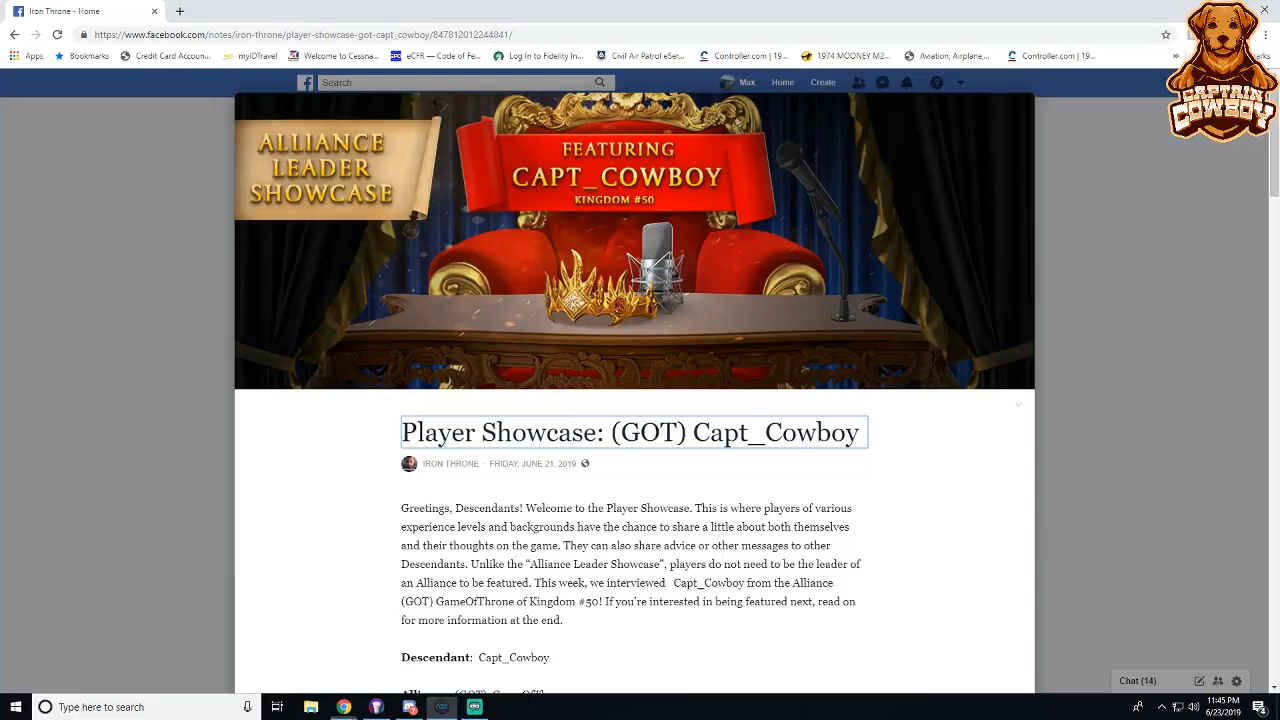 Iron Throne - Home
https://www.facebook.com/notes/iron-throne/player-showcase-got-capt_cowboy/847812012244841/
Apps Bookmarks Credit Card Accou... myIDTravel Welcome to Cessna... eCFR — Code of Fe... Log In to Fidelity In... Civil Air Patrol eSer... Controller.com | 19... 1974 MOONEY M2... Aviation, Airplane,... Controller.com | 19...
CAPTAIN
COWBOY
Search
Max Home Create
ALLIANCE
LEADER
SHOWCASE
FEATURING
CAPT_COWBOY
KINGDOM #50
Player Showcase: (GOT) Capt_Cowboy
IRON THRONE · FRIDAY, JUNE 21, 2019
Greetings, Descendants! Welcome to the Player Showcase. This is where players of various
experience levels and backgrounds have the chance to share a little about both themselves
and their thoughts on the game. They can also share advice or other messages to other
Descendants. Unlike the “Alliance Leader Showcase”, players do not need to be the leader of
an Alliance to be featured. This week, we interviewed Capt_Cowboy from the Alliance
(GOT) GameOfThrone of Kingdom #50! If you’re interested in being featured next, read on
for more information at the end.
Descendant: Capt_Cowboy
Chat (14)
Type here to search
11:45 PM
6/23/2019